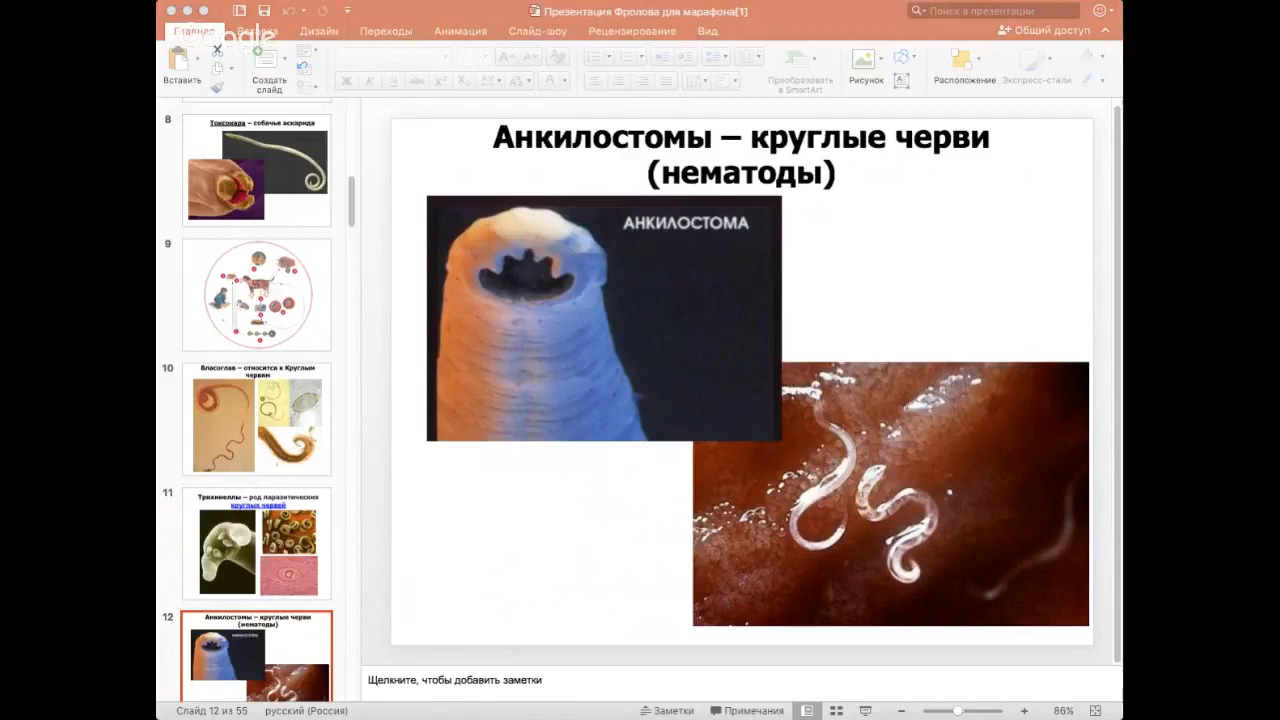 Презентация Фролова для марафона[1]
Поиск в презентации
Главная
Вставка
Дизайн
Переходы
Анимация
Слайд-шоу
Рецензирование
Вид
Общий доступ
Google
Вставить
Создать
слайд
Преобразовать
в SmartArt
Рисунок
Расположение
Экспресс-стили
8
Токсокара – собачья аскарида
9
10
Власоглав – относится к Круглым
червям
11
Трихинеллы – род паразитических
круглых червей
12
Анкилостомы – круглые черви
(нематоды)
Анкилостомы – круглые черви
(нематоды)
АНКИЛОСТОМА
Щелкните, чтобы добавить заметки
Слайд 12 из 55
русский (Россия)
Заметки
Примечания
86%